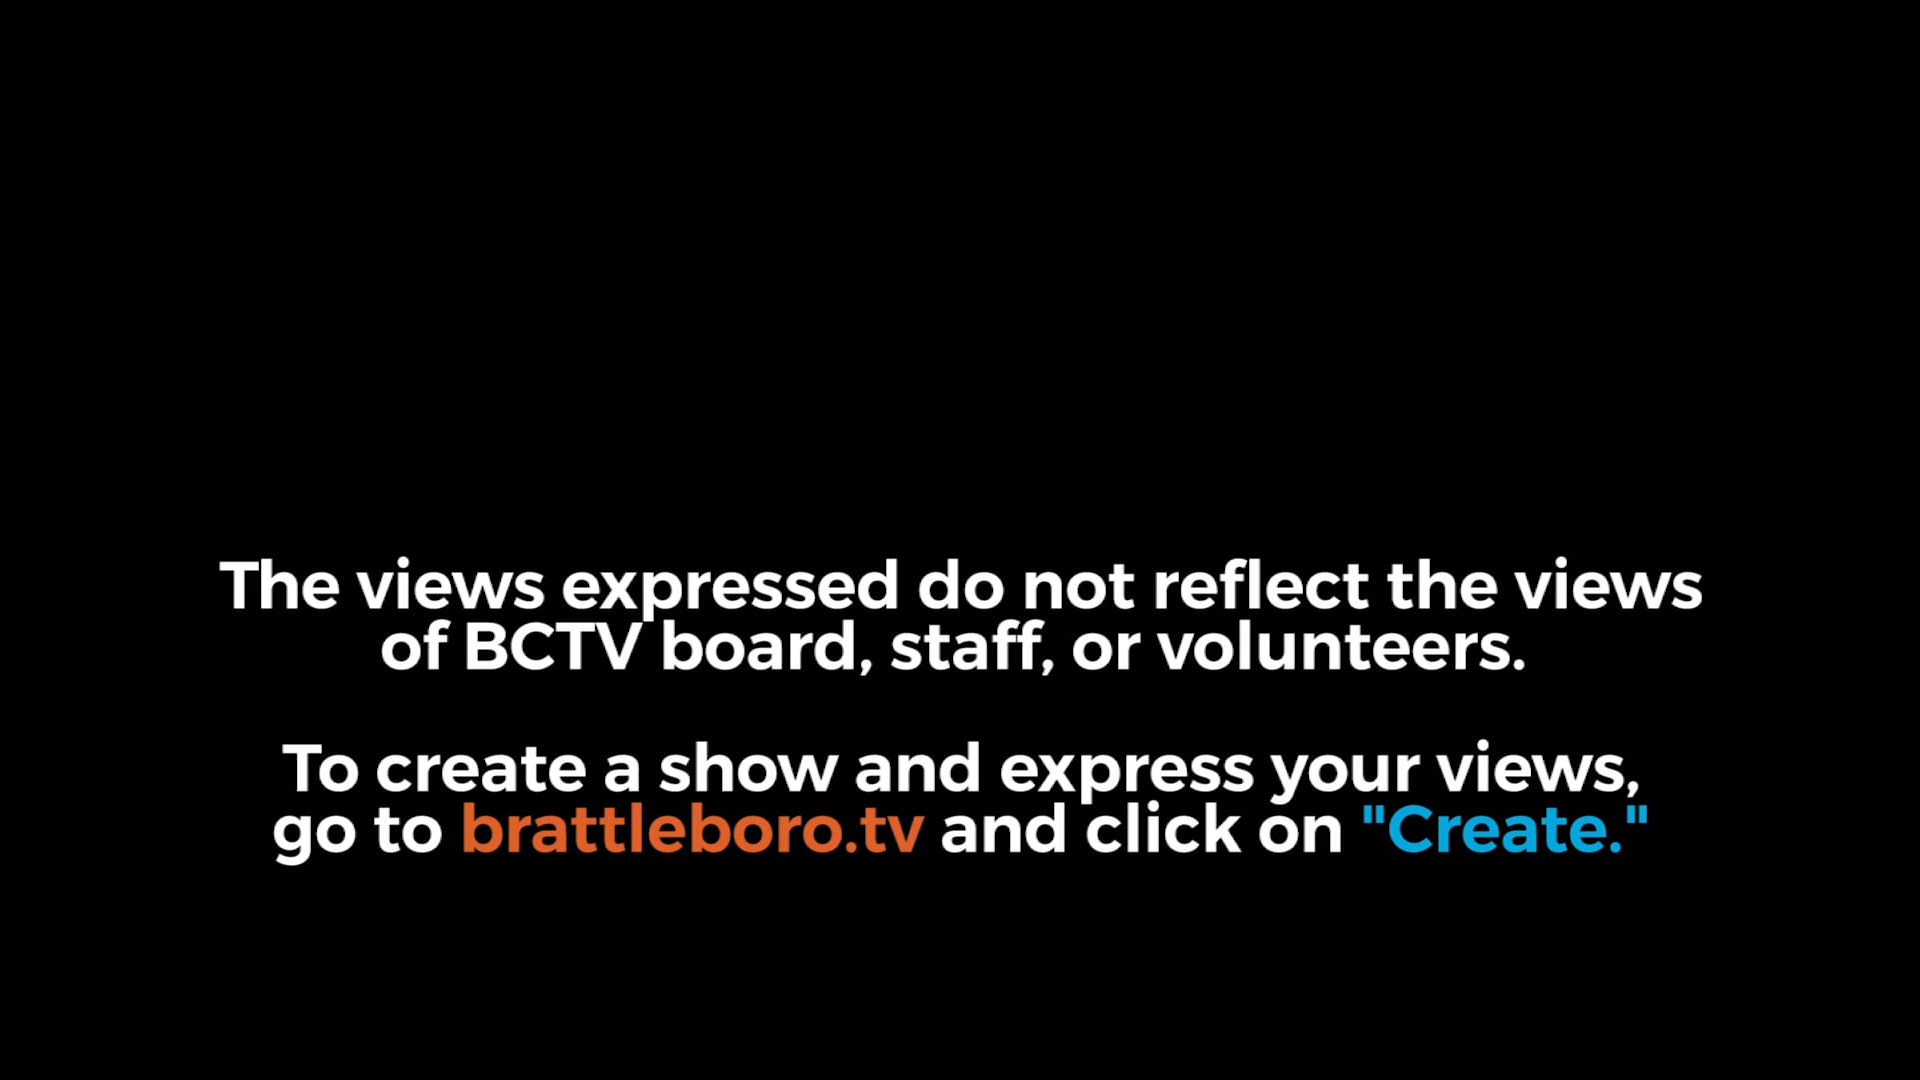 The views expressed do not reflect the views
of BCTV board, staff, or volunteers.
To create a show and express your views,
go to brattleboro.tv and click on "Create."